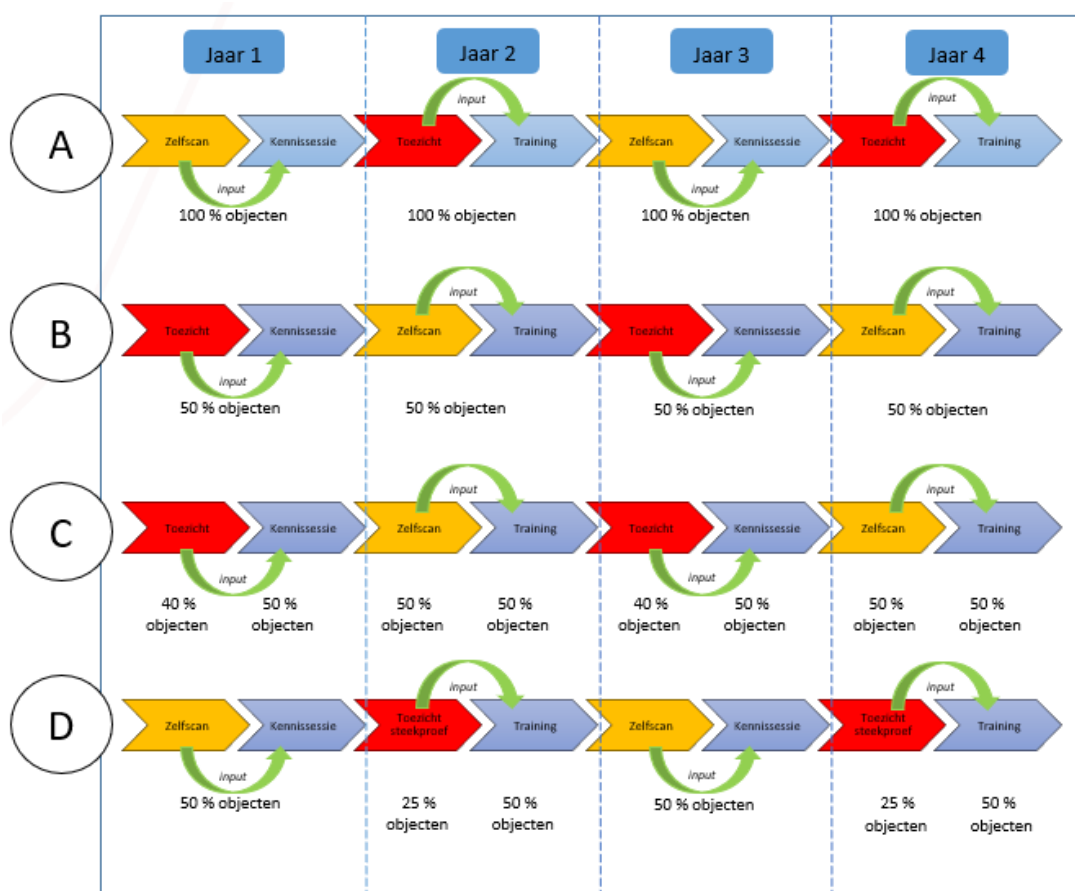 Jaar 1
Jaar 2
Jaar 3
Jaar 4
A
input
input
Zelfscan
Kennissessie
Toezicht
Training
Zelfscan
Kennissessie
Toezicht
Training
input
input
100 % objecten
100 % objecten
100 % objecten
100 % objecten
B
input
input
Toezicht
Kennissessie
Zelfscan
Training
Toezicht
Kennissessie
Zelfscan
Training
input
input
50 % objecten
50 % objecten
50 % objecten
50 % objecten
C
input
input
Toezicht
Kennissessie
Zelfscan
Training
Toezicht
Kennissessie
Zelfscan
Training
input
input
40 %
objecten
50 %
objecten
50 %
objecten
50 %
objecten
40 %
objecten
50 %
objecten
50 %
objecten
50 %
objecten
D
input
input
Zelfscan
Kennissessie
Toezicht
steekproef
Training
Zelfscan
Kennissessie
Toezicht
steekproef
Training
input
input
50 % objecten
25 %
objecten
50 %
objecten
50 % objecten
25 %
objecten
50 %
objecten